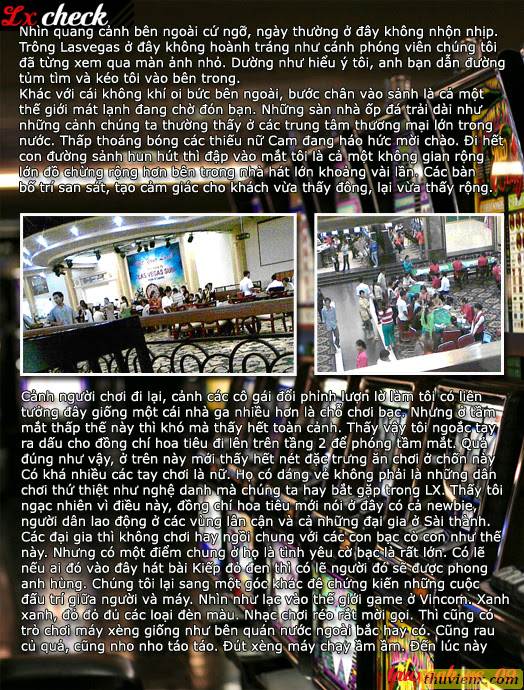 Lx check
Nhìn quang cảnh bên ngoài cứ ngỡ, ngày thường ở đây không nhộn nhịp.
Trông Lasvegas ở đây không hoành tráng như cánh phóng viên chúng tôi
đã từng xem qua màn ảnh nhỏ. Dường như hiểu ý tôi, anh bạn dẫn đường
tủm tỉm và kéo tôi vào bên trong.
Khác với cái không khí oi bức bên ngoài, bước chân vào sảnh là cả một
thế giới mát lạnh đang chờ đón bạn. Những sàn nhà ốp đá trải dài như
những cảnh chúng ta thường thấy ở các trung tâm thương mại lớn trong
nước. Thấp thoáng bóng các thiếu nữ Cam đang háo hức mời chào. Đi hết
con đường sảnh hun hút thì đập vào mắt tôi là cả một không gian rộng
lớn độ chừng rộng hơn bên trong nhà hát lớn khoảng vài lần. Các bàn
bố trí san sát, tạo cảm giác cho khách vừa thấy đông, lại vừa thấy rộng.
LAS VEGAS SUN
Cảnh người chơi đi lại, cảnh các cô gái đổi phỉnh lượn lờ làm tôi có liên
tưởng đây giống một cái nhà ga nhiều hơn là chỗ chơi bạc. Nhưng ở tầm
mắt thấp thế này thì khó mà thấy hết toàn cảnh. Thấy vậy tôi ngoắc tay
ra dấu cho đồng chí hoa tiêu đi lên trên tầng 2 để phóng tầm mắt. Quả
đúng như vậy, ở trên này mới thấy hết nét đặc trưng ăn chơi ở chốn này
Có khá nhiều các tay chơi là nữ. Họ có dáng vẻ không phải là những dân
chơi thứ thiệt như nghệ danh mà chúng ta hay bắt gặp trong LX. Thấy tôi
ngạc nhiên vì điều này, đồng chí hoa tiêu mới nói ở đây có cả newbie,
người dân lao động ở các vùng lân cận và cả những đại gia ở Sài thành.
Các đại gia thì không chơi hay ngồi chung với các con bạc cò con như thế
này. Nhưng có một điểm chung ở họ là tình yêu cờ bạc là rất lớn. Có lẽ
nếu ai đó vào đây hát bài Kiếp đỏ đen thì có lẽ người đó sẽ được phong
anh hùng. Chúng tôi lại sang một góc khác để chứng kiến những cuộc
đấu trí giữa người và máy. Nhìn như lạc vào thế giới game ở Vincom. Xanh
xanh, đỏ đỏ đủ các loại đèn màu. Nhạc chơi réo rắt mời gọi. Thì cũng có
trò chơi máy xèng giống như bên quán nước ngoài bắc hay có. Cũng rau
củ quả, cũng nho nho táo táo. Đút xèng máy chạy ầm ầm. Đến lúc này
thuvienx.com